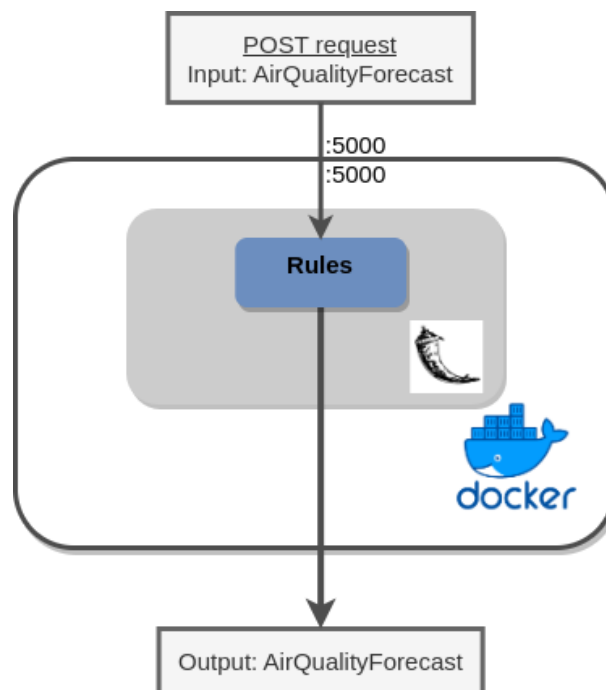 POST request
Input: AirQualityForecast
:5000
:5000
Rules
docker
Output: AirQualityForecast